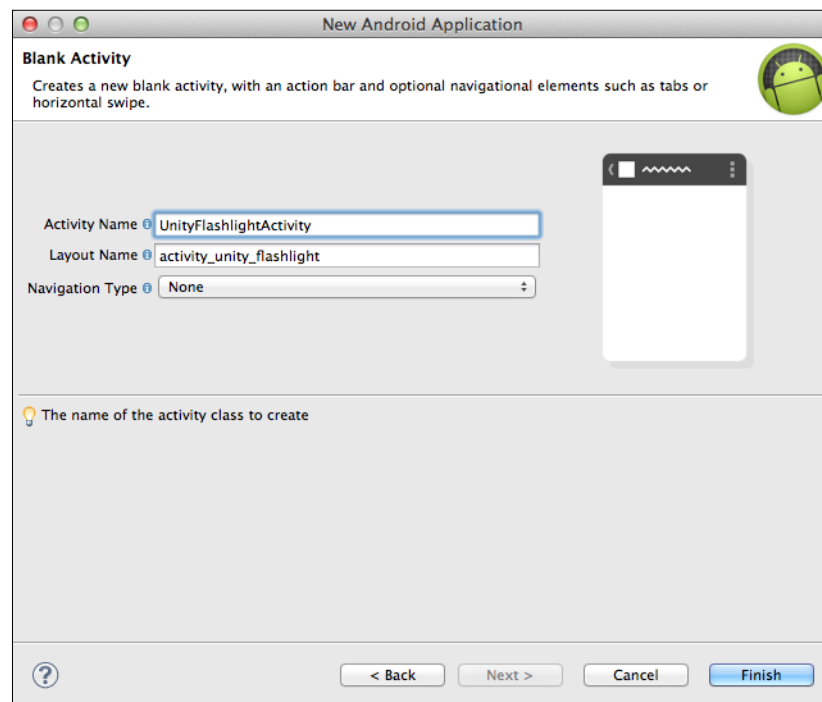 New Android Application
Blank Activity
Creates a new blank activity, with an action bar and optional navigational elements such as tabs or
horizontal swipe.
Activity Name UnityFlashlightActivity
Layout Name activity_unity_flashlight
Navigation Type None
The name of the activity class to create
? < Back Next > Cancel Finish